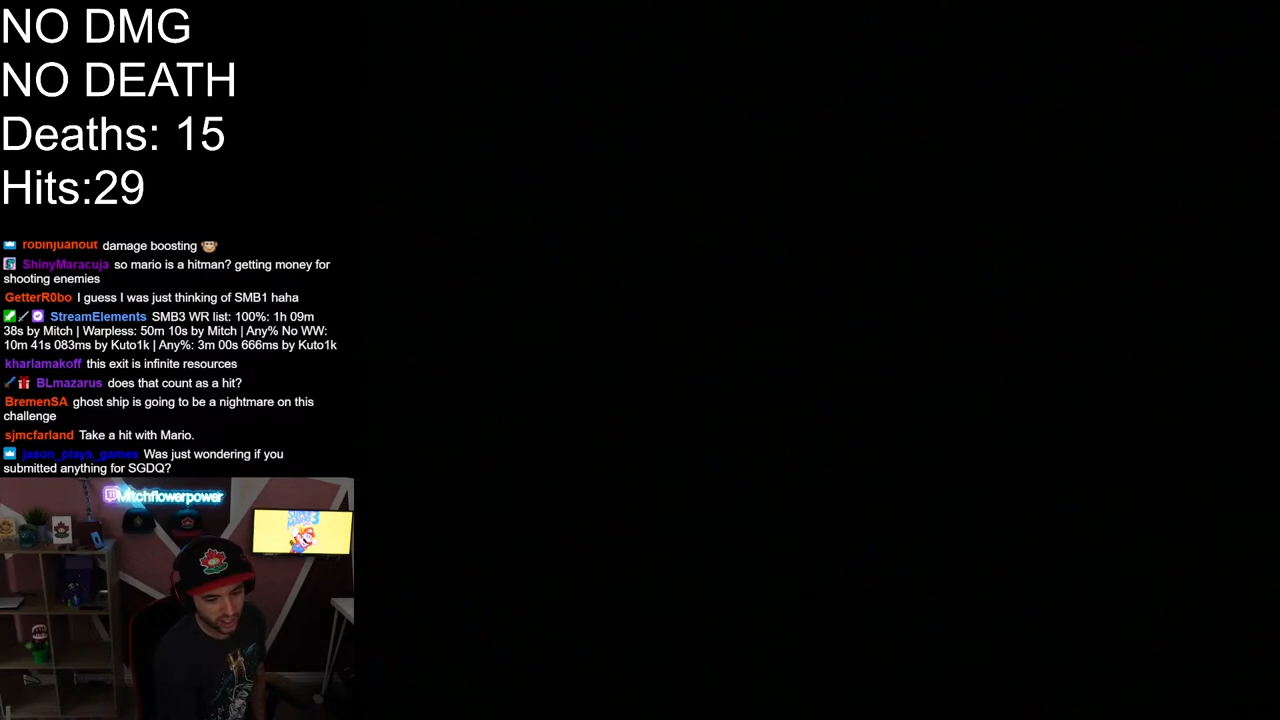 NO DMG
NO DEATH
Deaths: 15
Hits:29
robinjuanout damage boosting
ShinyMaracuja so mario is a hitman? getting money for
shooting enemies
GetterR0bo I guess I was just thinking of SMB1 haha
StreamElements SMB3 WR list: 100%: 1h 09m
38s by Mitch | Warpless: 50m 10s by Mitch | Any% No WW:
10m 41s 083ms by Kuto1k | Any%: 3m 00s 666ms by Kuto1k
kharlamakoff this exit is infinite resources
BLmazarus does that count as a hit?
BremenSA ghost ship is going to be a nightmare on this
challenge
sjmcfarland Take a hit with Mario.
jason_plays_games Was just wondering if you
submitted anything for SGDQ?
Mitchflowerpower
SUPER
MARIO 3